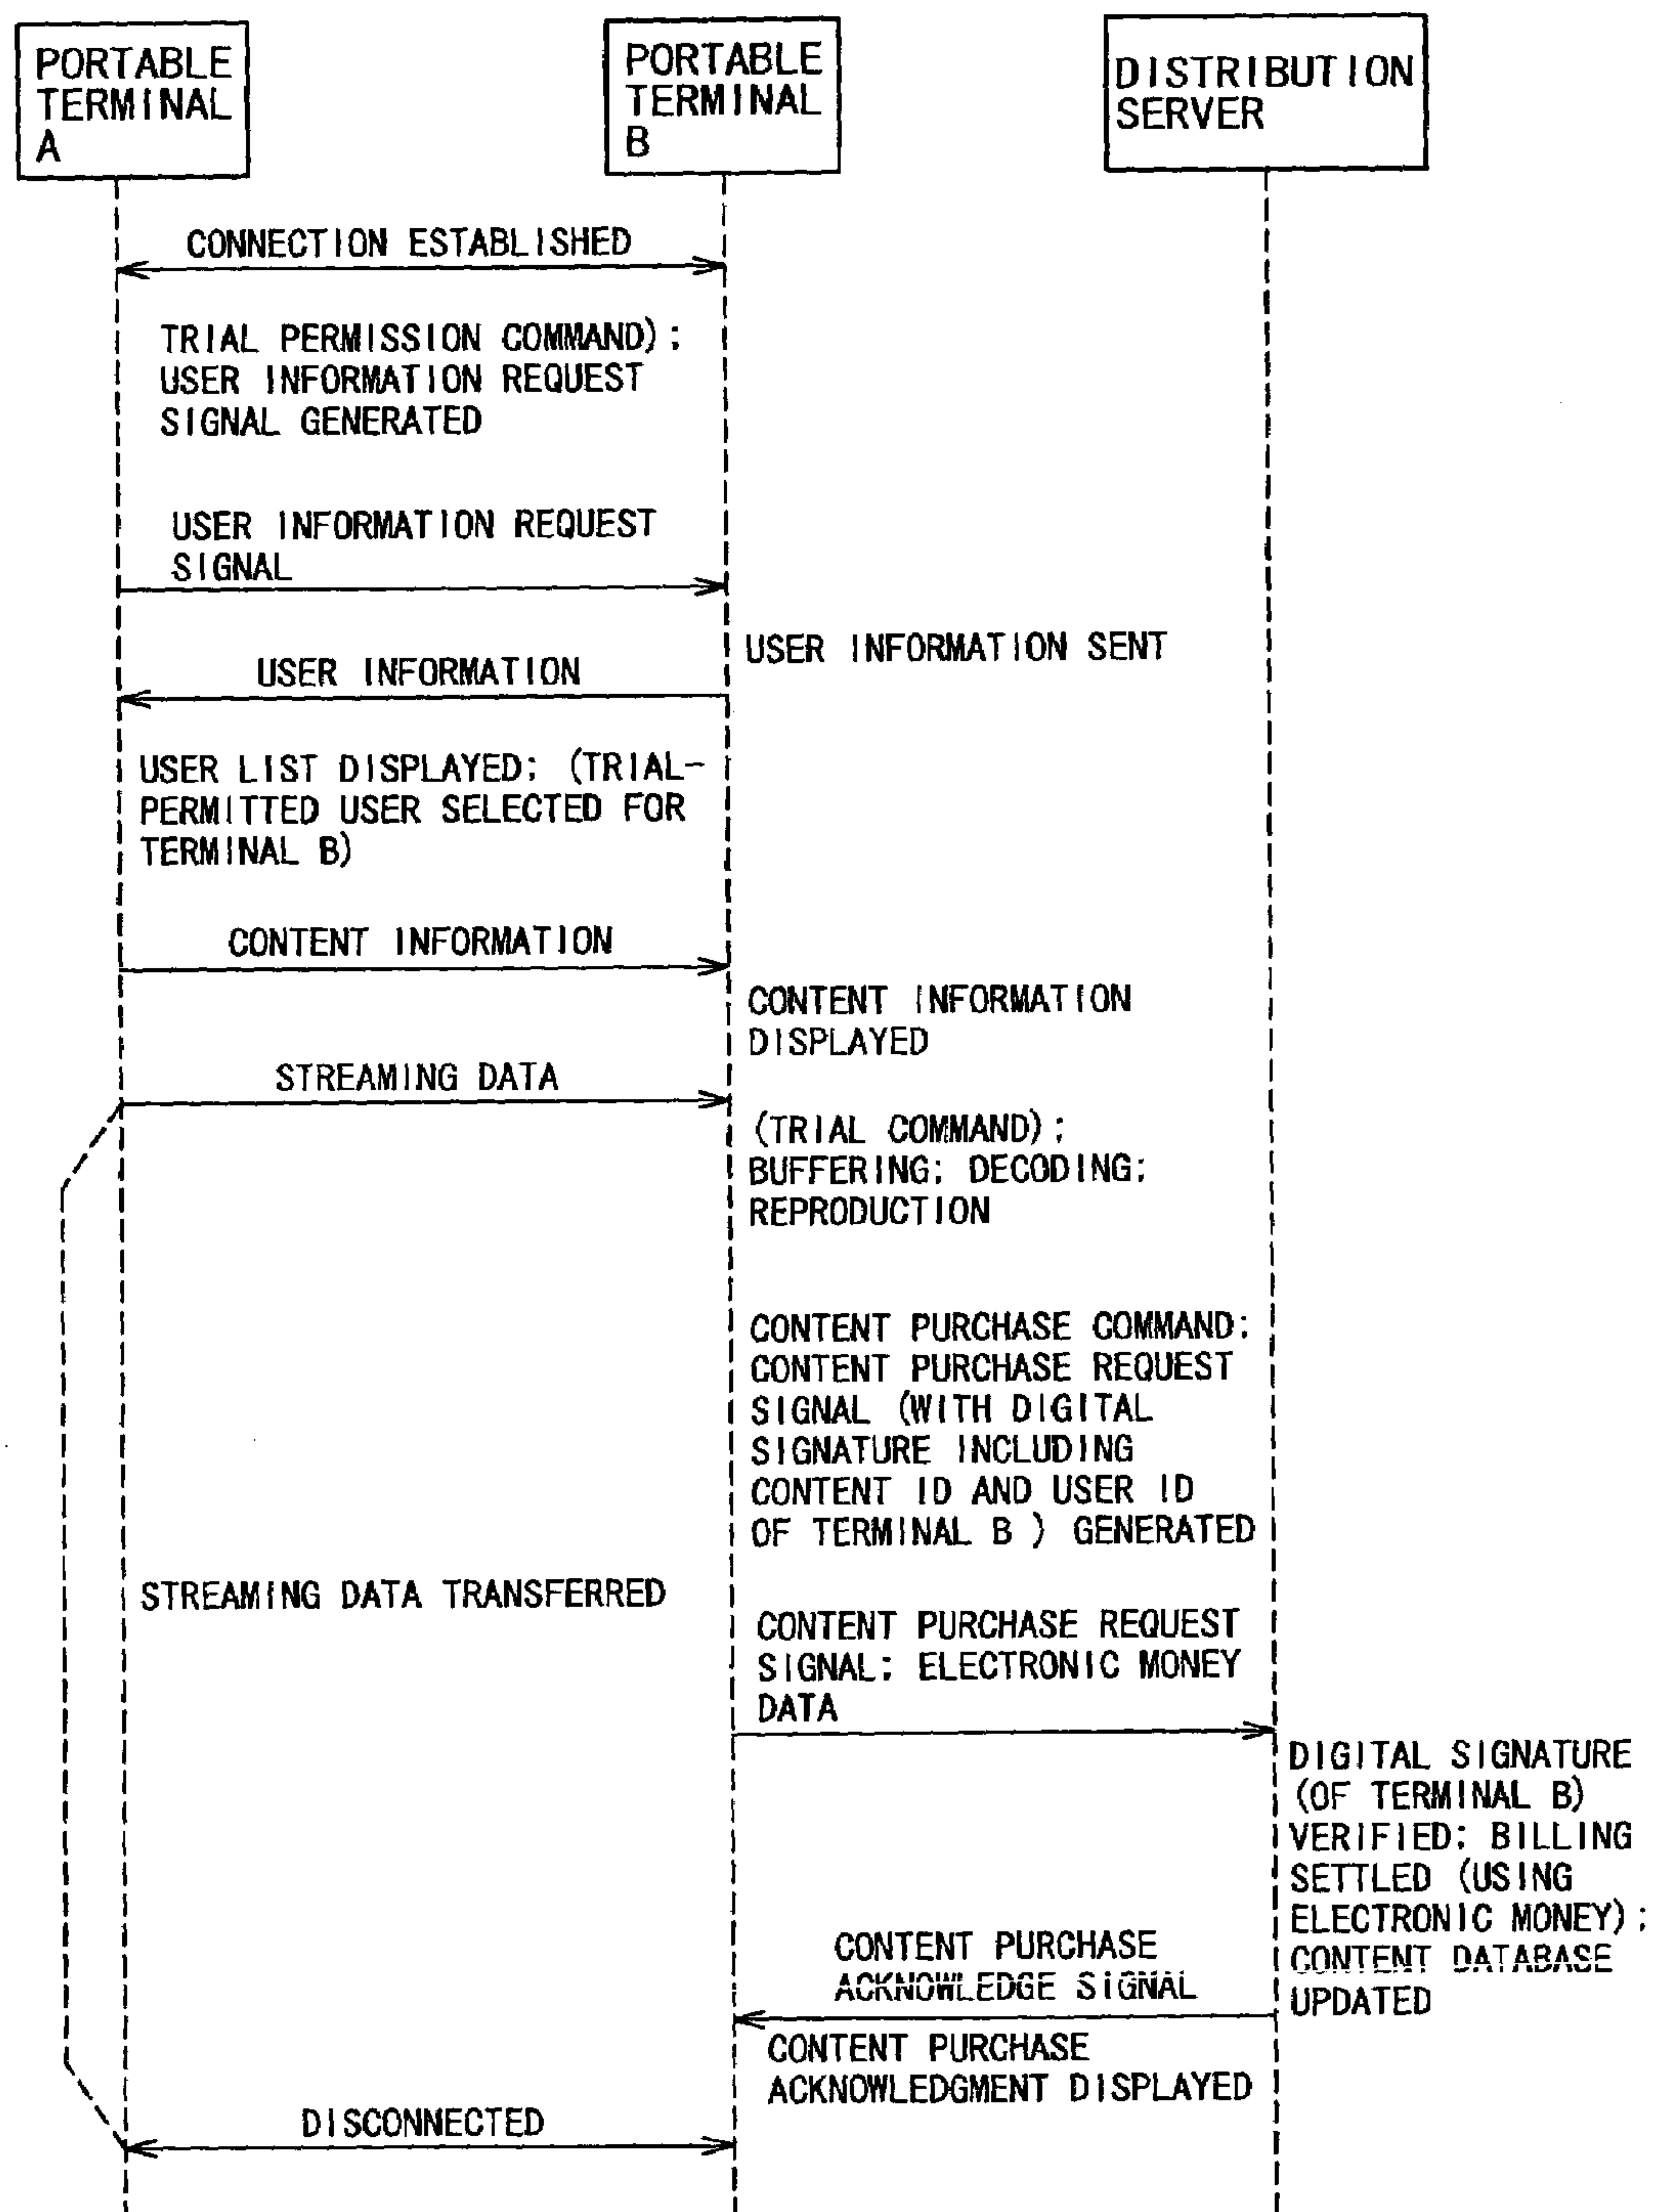 PORTABLE
TERMINAL
A
PORTABLE
TERMINAL
B
DISTRIBUTION
SERVER
CONNECTION ESTABLISHED
TRIAL PERMISSION COMMAND);
USER INFORMATION REQUEST
SIGNAL GENERATED
USER INFORMATION REQUEST
SIGNAL
USER INFORMATION SENT
USER INFORMATION
USER LIST DISPLAYED; (TRIAL-
PERMITTED USER SELECTED FOR
TERMINAL B)
CONTENT INFORMATION
CONTENT INFORMATION
DISPLAYED
STREAMING DATA
(TRIAL COMMAND);
BUFFERING; DECODING;
REPRODUCTION
CONTENT PURCHASE COMMAND;
CONTENT PURCHASE REQUEST
SIGNAL (WITH DIGITAL
SIGNATURE INCLUDING
CONTENT ID AND USER ID
OF TERMINAL B ) GENERATED
STREAMING DATA TRANSFERRED
CONTENT PURCHASE REQUEST
SIGNAL; ELECTRONIC MONEY
DATA
DIGITAL SIGNATURE
(OF TERMINAL B)
VERIFIED; BILLING
SETTLED (USING
ELECTRONIC MONEY);
CONTENT DATABASE
UPDATED
CONTENT PURCHASE
ACKNOWLEDGE SIGNAL
CONTENT PURCHASE
ACKNOWLEDGMENT DISPLAYED
DISCONNECTED